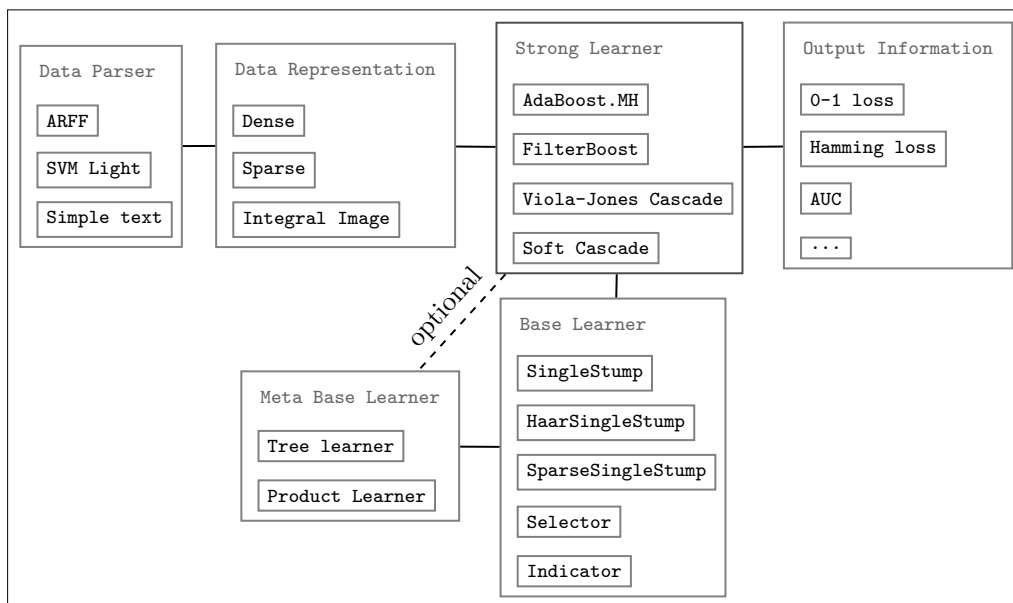 Data Parser
ARFF
SVM Light
Simple text
Data Representation
Dense
Sparse
Integral Image
Strong Learner
AdaBoost.MH
FilterBoost
Viola-Jones Cascade
Soft Cascade
Output Information
0-1 loss
Hamming loss
AUC
...
optional
Meta Base Learner
Tree learner
Product Learner
Base Learner
SingleStump
HaarSingleStump
SparseSingleStump
Selector
Indicator